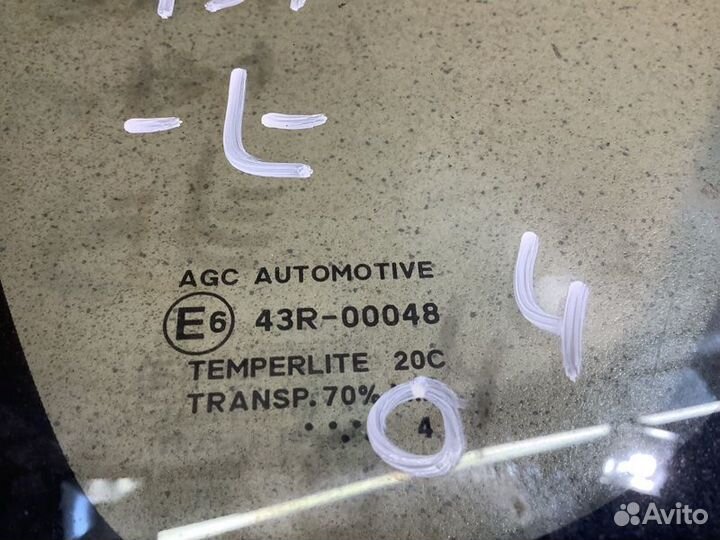 - L -
AGC AUTOMOTIVE
E6 43R-00048
TEMPERLITE 20C
TRANSP. 70%
4
Ч
O
Avito